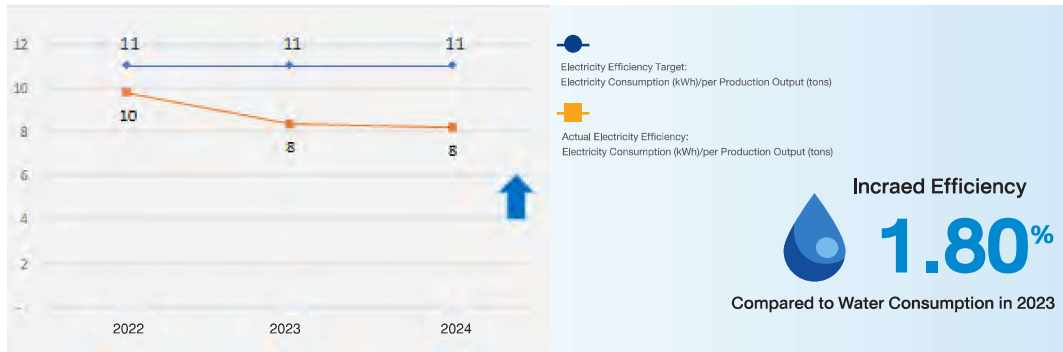 12
10
8
6
4
2
-
11 11 11
10 8 8
2022 2023 2024
Electricity Efficiency Target:
Electricity Consumption (kWh)/per Production Output (tons)
Actual Electricity Efficiency:
Electricity Consumption (kWh)/per Production Output (tons)
Incraed Efficiency
1.80%
Compared to Water Consumption in 2023